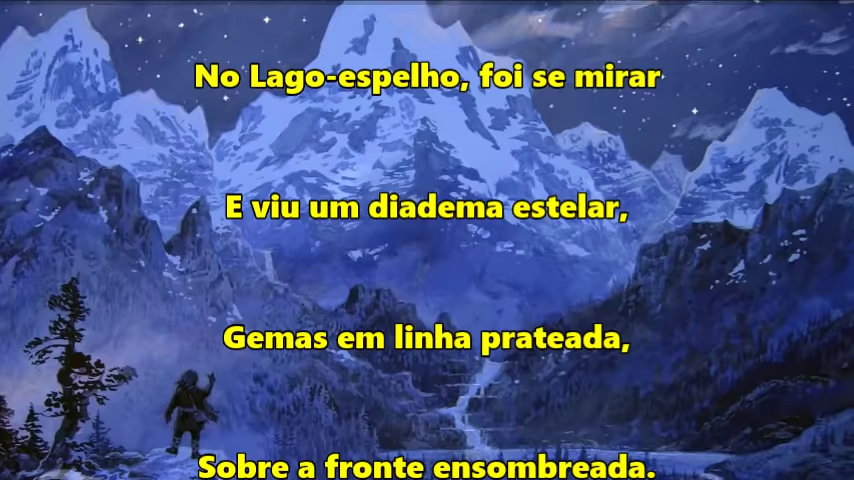 No Lago-espelho, foi se mirar
E viu um diadema estelar,
Gemas em linha prateada,
Sobre a fronte ensombreada.